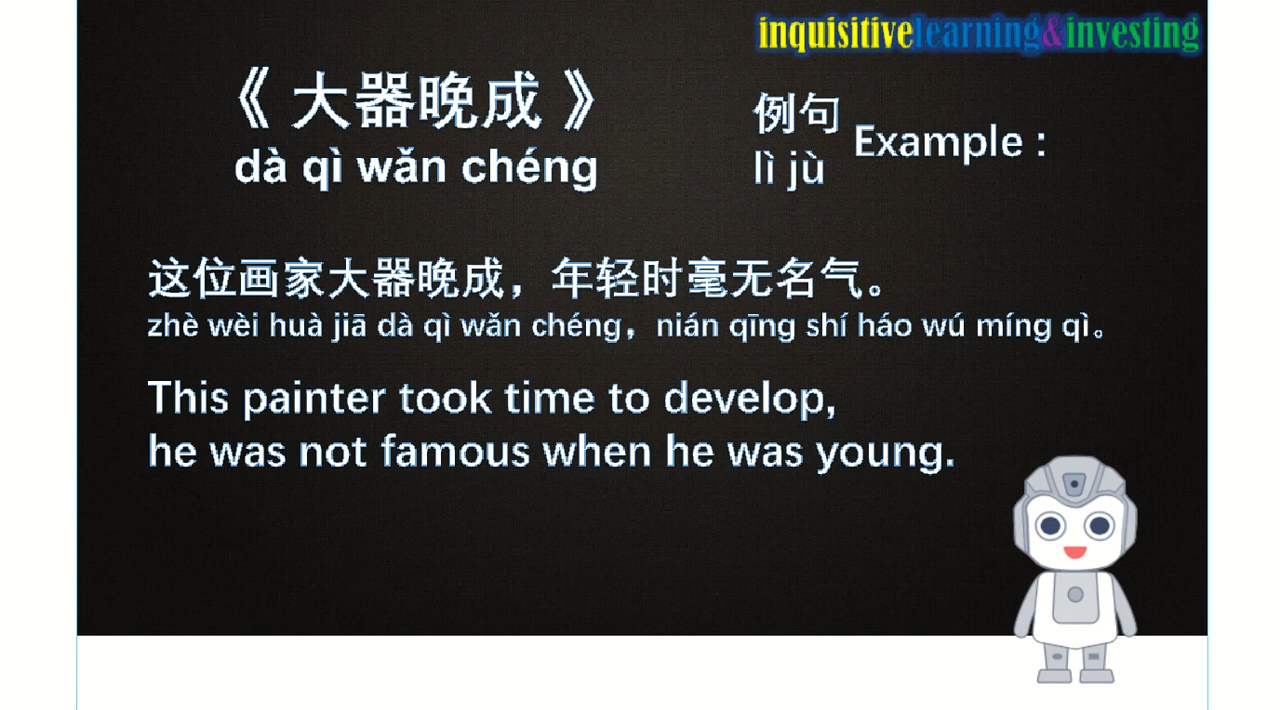 inquisitivelearning&investing
《 大器晚成 》
dà qì wǎn chéng
例句
lì jù
Example :
这位画家大器晚成，年轻时毫无名气。
zhè wèi huà jiā dà qì wǎn chéng，nián qīng shí háo wú míng qì。
This painter took time to develop,
he was not famous when he was young.